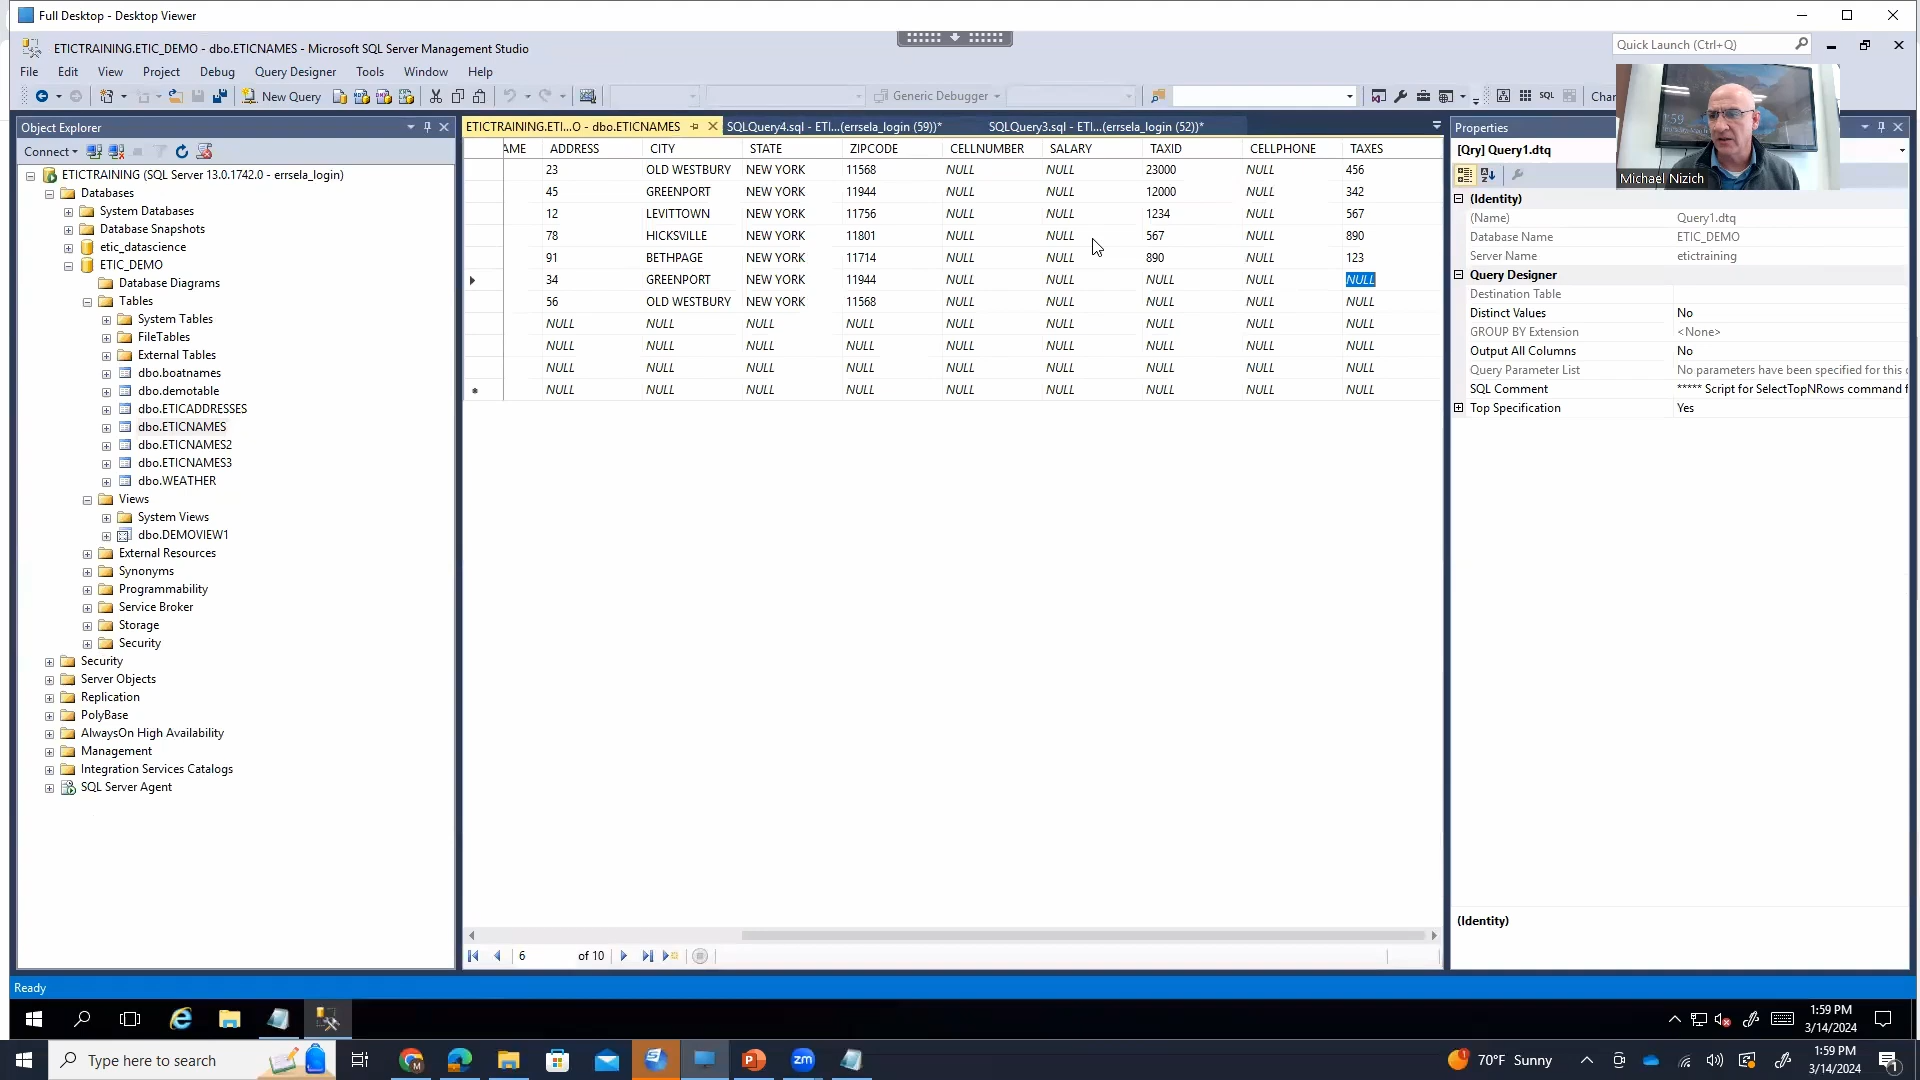 Full Desktop - Desktop Viewer
ETICTRAINING.ETIC_DEMO - dbo.ETICNAMES - Microsoft SQL Server Management Studio
Quick Launch (Ctrl+Q)
File Edit View Project Debug Query Designer Tools Window Help
New Query
Generic Debugger
SQL
Char
Object Explorer
ETICTRAINING.ETI...O - dbo.ETICNAMES
SQLQuery4.sql - ETI...(errsela_login (59))*
SQLQuery3.sql - ETI...(errsela_login (52))*
Properties
Connect
[Qry] Query1.dtq
Michael Nizich
ETICTRAINING (SQL Server 13.0.1742.0 - errsela_login)
Databases
System Databases
Database Snapshots
etic_datascience
ETIC_DEMO
Database Diagrams
Tables
System Tables
FileTables
External Tables
dbo.boatnames
dbo.demotable
dbo.ETICADDRESSES
dbo.ETICNAMES
dbo.ETICNAMES2
dbo.ETICNAMES3
dbo.WEATHER
Views
System Views
dbo.DEMOVIEW1
External Resources
Synonyms
Programmability
Service Broker
Storage
Security
Security
Server Objects
Replication
PolyBase
AlwaysOn High Availability
Management
Integration Services Catalogs
SQL Server Agent
AME ADDRESS CITY STATE ZIPCODE CELLNUMBER SALARY TAXID CELLPHONE TAXES
23 OLD WESTBURY NEW YORK 11568 NULL NULL 23000 NULL 456
45 GREENPORT NEW YORK 11944 NULL NULL 12000 NULL 342
12 LEVITTOWN NEW YORK 11756 NULL NULL 1234 NULL 567
78 HICKSVILLE NEW YORK 11801 NULL NULL 567 NULL 890
91 BETHPAGE NEW YORK 11714 NULL NULL 890 NULL 123
34 GREENPORT NEW YORK 11944 NULL NULL NULL NULL NULL
56 OLD WESTBURY NEW YORK 11568 NULL NULL NULL NULL NULL
NULL NULL NULL NULL NULL NULL NULL NULL NULL
NULL NULL NULL NULL NULL NULL NULL NULL NULL
NULL NULL NULL NULL NULL NULL NULL NULL NULL
NULL NULL NULL NULL NULL NULL NULL NULL NULL
6 of 10
(Identity)
(Name) Query1.dtq
Database Name ETIC_DEMO
Server Name etictraining
Query Designer
Destination Table
Distinct Values No
GROUP BY Extension <None>
Output All Columns No
Query Parameter List No parameters have been specified for this
SQL Comment ***** Script for SelectTopNRows command f
Top Specification Yes
(Identity)
Ready
1:59 PM
3/14/2024
Type here to search
70°F Sunny
1:59 PM
3/14/2024